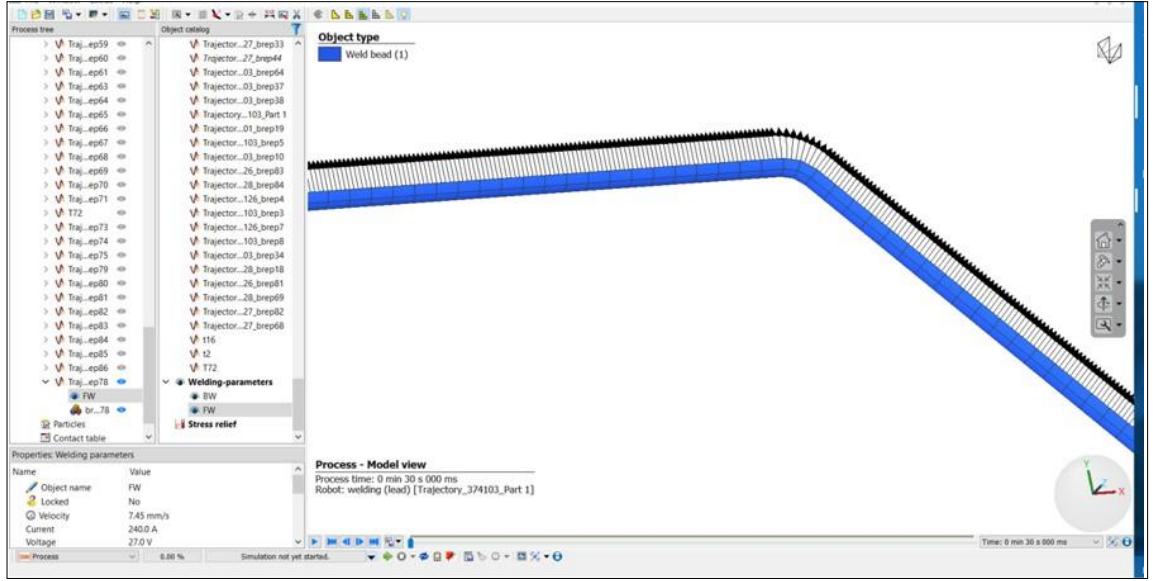 Process tree
Traj...ep59
Traj...ep60
Traj...ep61
Traj...ep63
Traj...ep64
Traj...ep65
Traj...ep66
Traj...ep67
Traj...ep68
Traj...ep69
Traj...ep70
Traj...ep71
T72
Traj...ep73
Traj...ep74
Traj...ep75
Traj...ep79
Traj...ep80
Traj...ep81
Traj...ep82
Traj...ep83
Traj...ep84
Traj...ep85
Traj...ep86
Traj...ep78
FW
br...78
Particles
Contact table
Object catalog
Trajector...27_brep33
Trajector...27_brep44
Trajector...03_brep64
Trajector...03_brep37
Trajector...03_brep38
Trajectory...103_Part 1
Trajector...01_brep19
Trajector...103_brep5
Trajector...03_brep10
Trajector...26_brep83
Trajector...28_brep84
Trajector...126_brep4
Trajector...103_brep3
Trajector...126_brep7
Trajector...103_brep8
Trajector...03_brep34
Trajector...28_brep18
Trajector...26_brep81
Trajector...28_brep69
Trajector...27_brep82
Trajector...27_brep68
t16
t2
T72
Welding-parameters
BW
FW
Stress relief
Properties: Welding parameters
Name Value
Object name FW
Locked No
Velocity 7.45 mm/s
Current 240.0 A
Voltage 27.0 V
Object type
Weld bead (1)
Process - Model view
Process time: 0 min 30 s 000 ms
Robot: welding (lead) [Trajectory_374103_Part 1]
Y
Z
X
Time: 0 min 30 s 000 ms
Process 0.00 % Simulation not yet started.